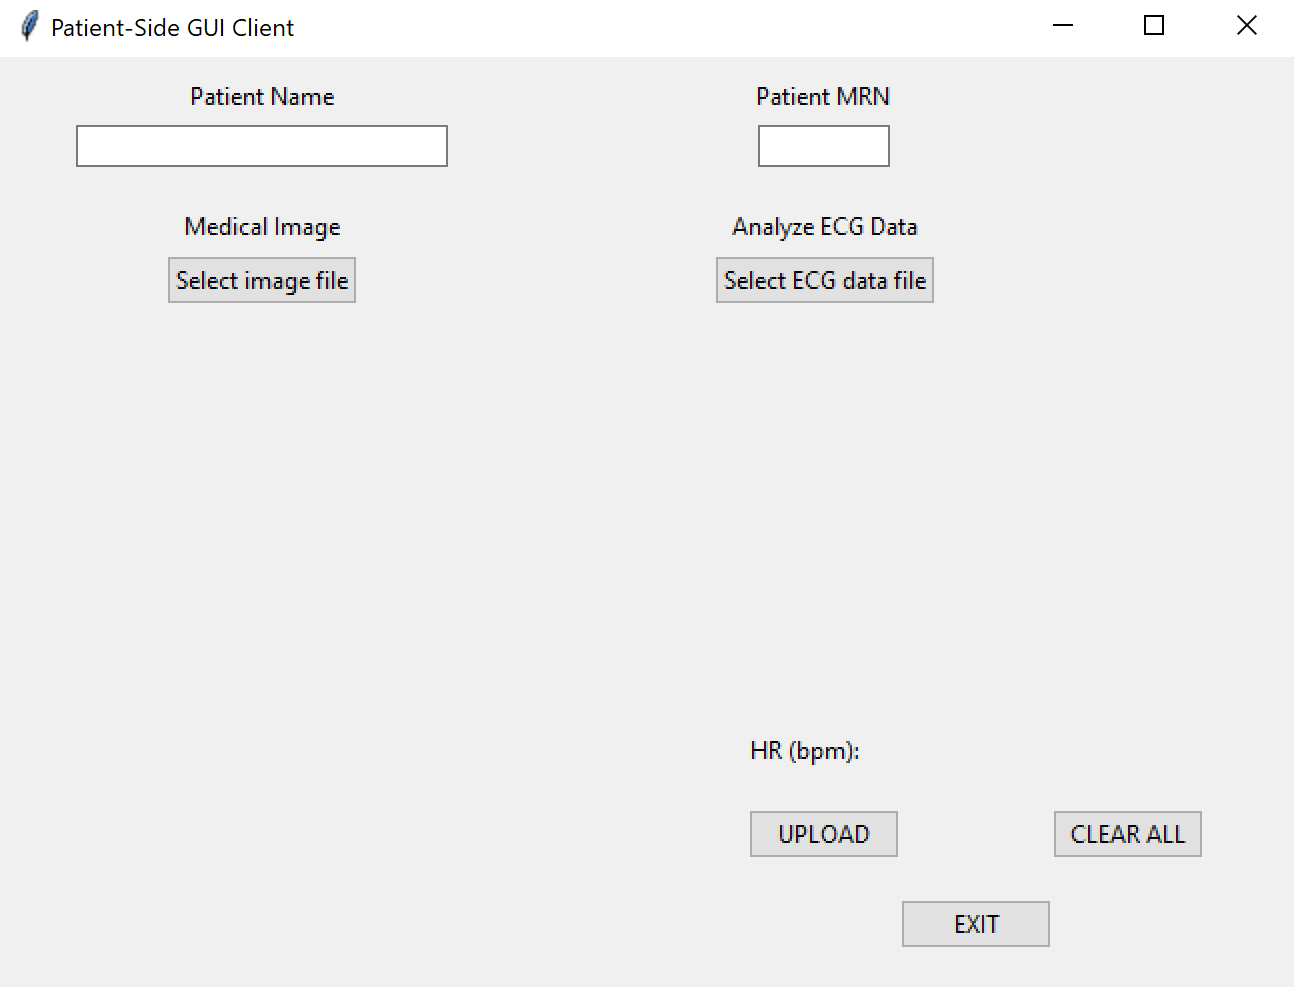 Patient-Side GUI Client
Patient Name
Patient MRN
Medical Image
Analyze ECG Data
Select image file
Select ECG data file
HR (bpm):
UPLOAD
CLEAR ALL
EXIT